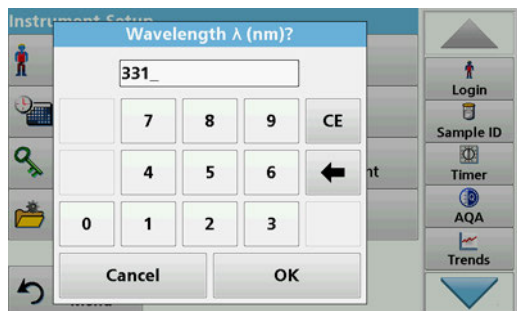 Instrument Setup
Wavelength λ (nm)?
331_
7 8 9 CE
4 5 6
0 1 2 3
Cancel OK
Menu
Login
Sample ID
Timer
AQA
Trends